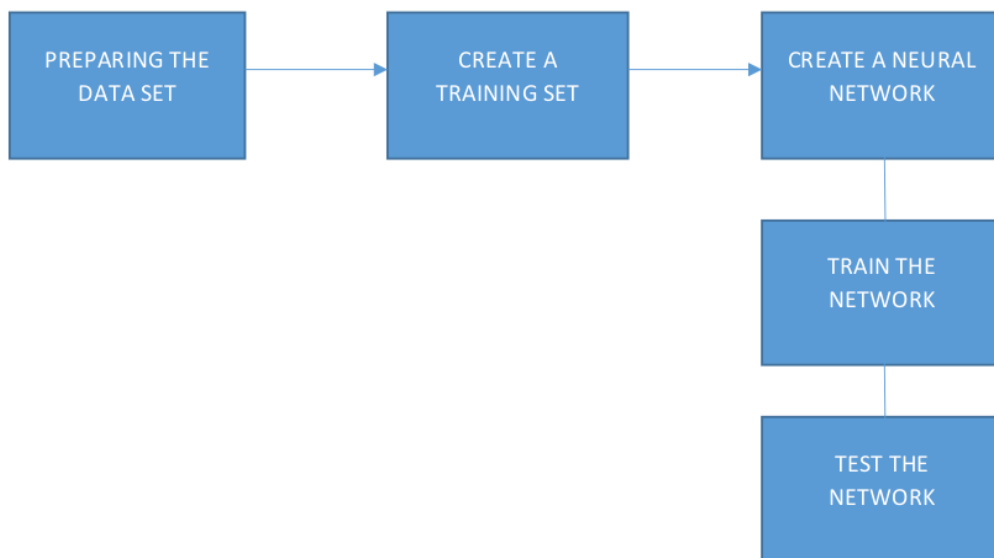 PREPARING THE
DATA SET
CREATE A
TRAINING SET
CREATE A NEURAL
NETWORK
TRAIN THE
NETWORK
TEST THE
NETWORK